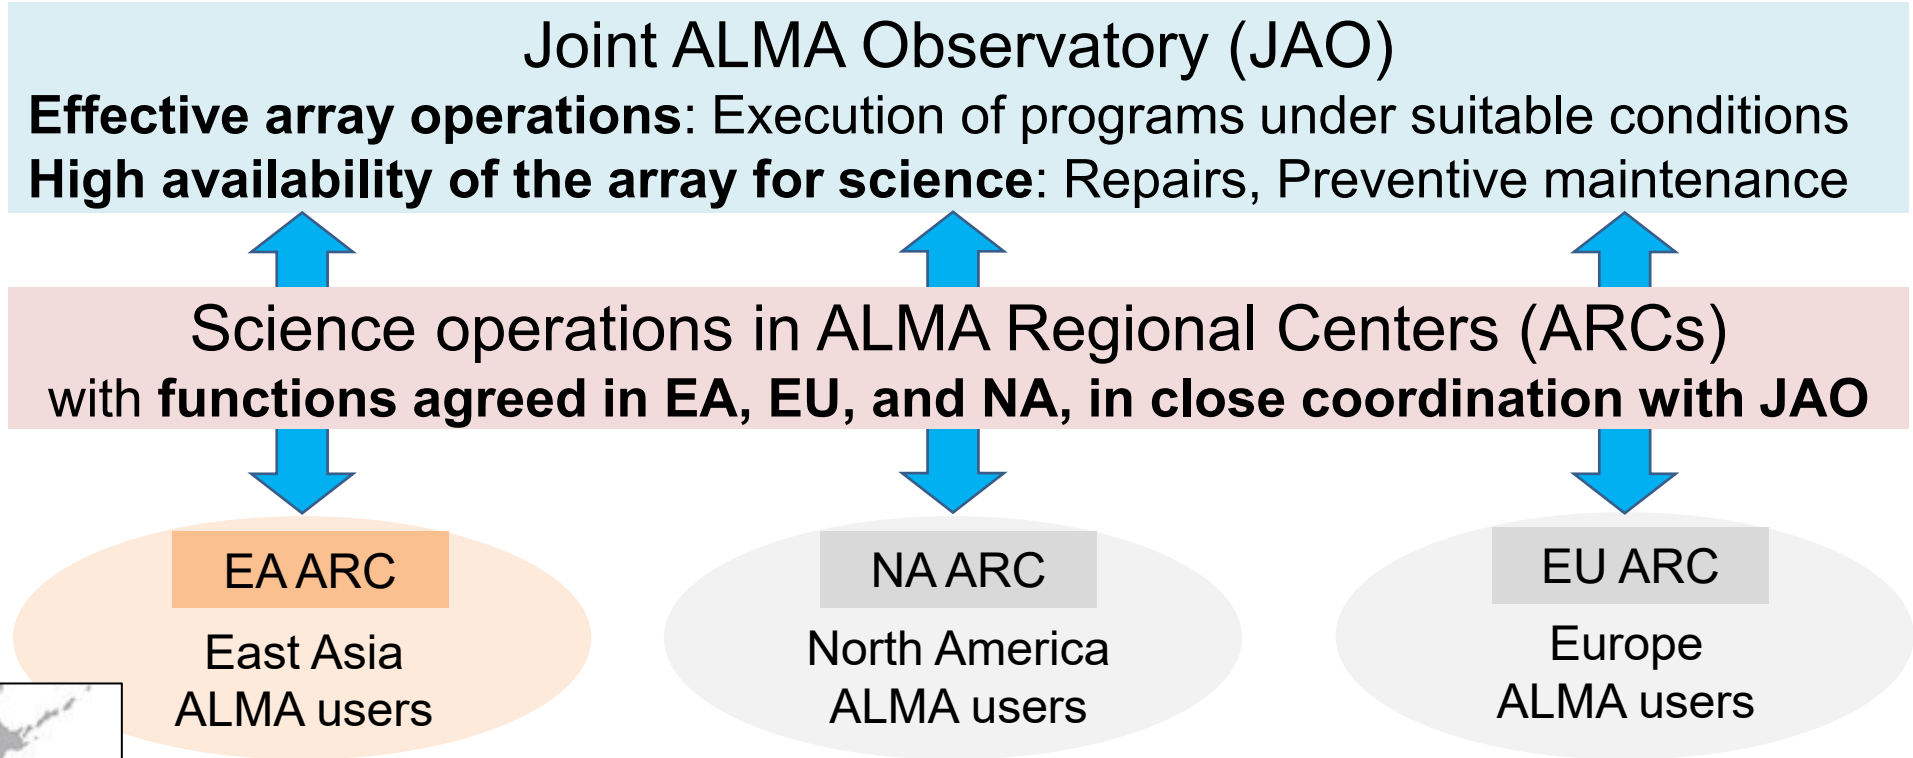 Joint ALMA Observatory (JAO)
Effective array operations: Execution of programs under suitable conditions
High availability of the array for science: Repairs, Preventive maintenance
Science operations in ALMA Regional Centers (ARCs)
with functions agreed in EA, EU, and NA, in close coordination with JAO
EA ARC
East Asia
ALMA users
NA ARC
North America
ALMA users
EU ARC
Europe
ALMA users